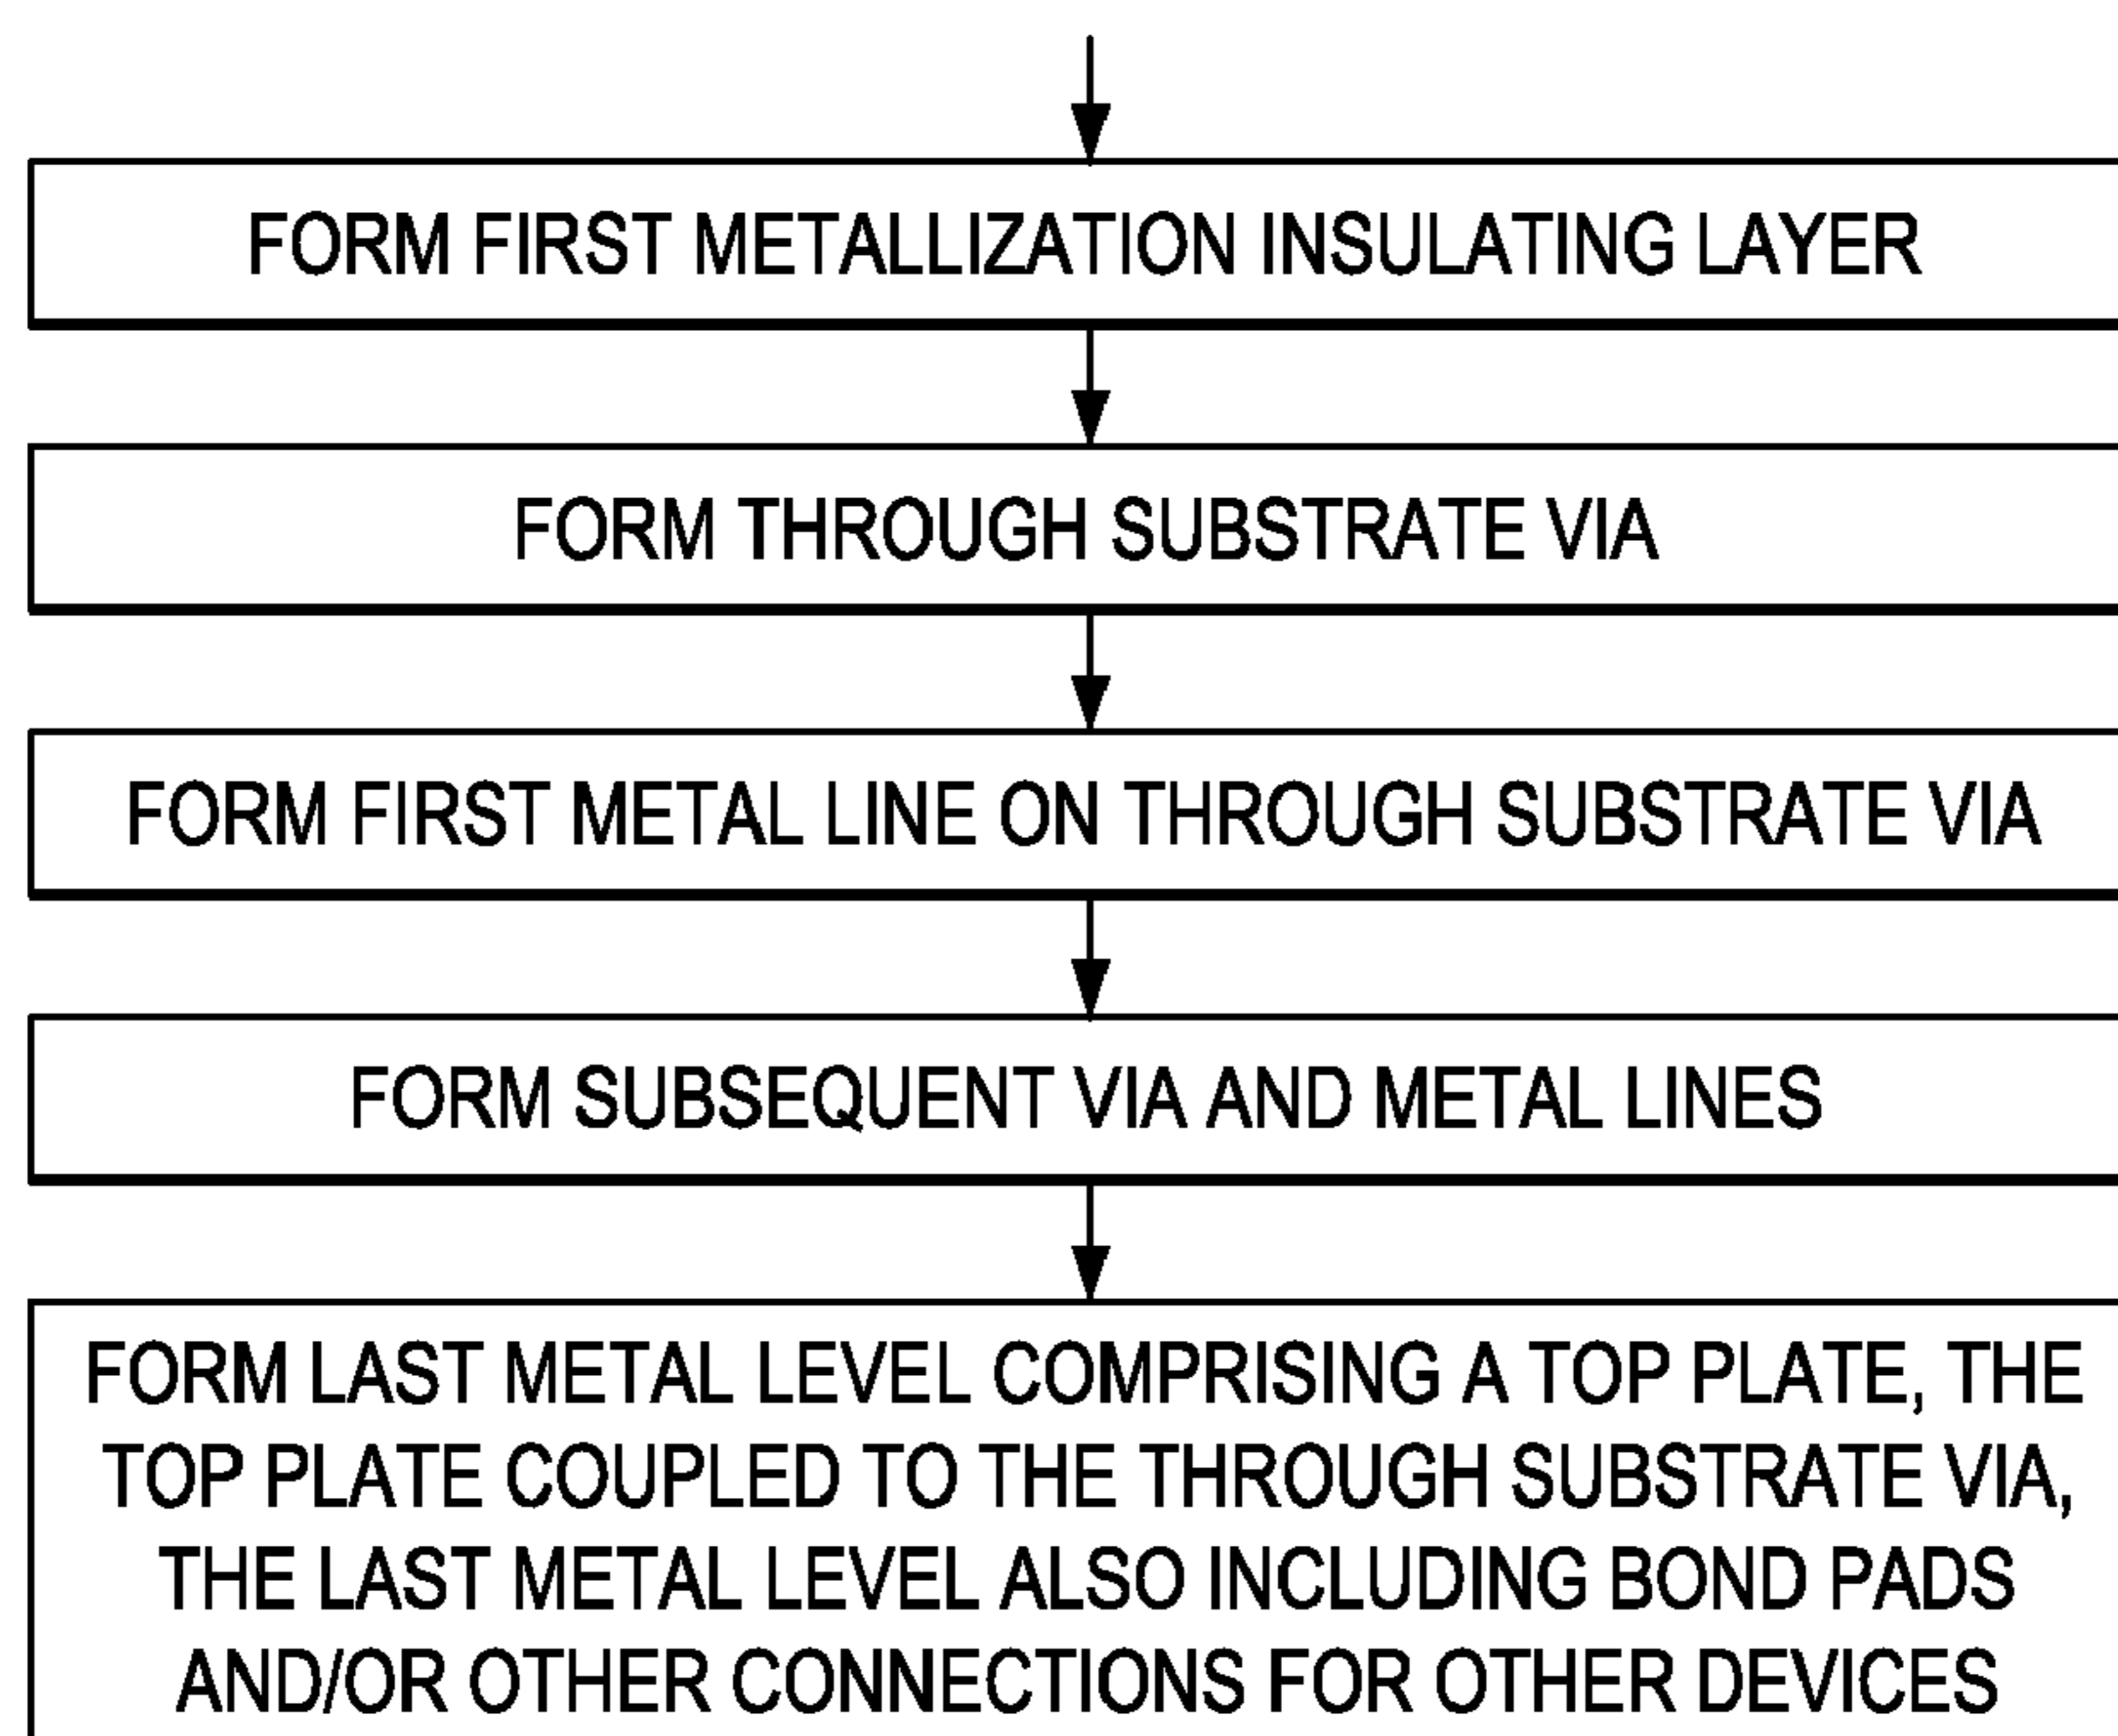 FORM FIRST METALLIZATION INSULATING LAYER
FORM THROUGH SUBSTRATE VIA
FORM FIRST METAL LINE ON THROUGH SUBSTRATE VIA
FORM SUBSEQUENT VIA AND METAL LINES
FORM LAST METAL LEVEL COMPRISING A TOP PLATE, THE
TOP PLATE COUPLED TO THE THROUGH SUBSTRATE VIA,
THE LAST METAL LEVEL ALSO INCLUDING BOND PADS
AND/OR OTHER CONNECTIONS FOR OTHER DEVICES